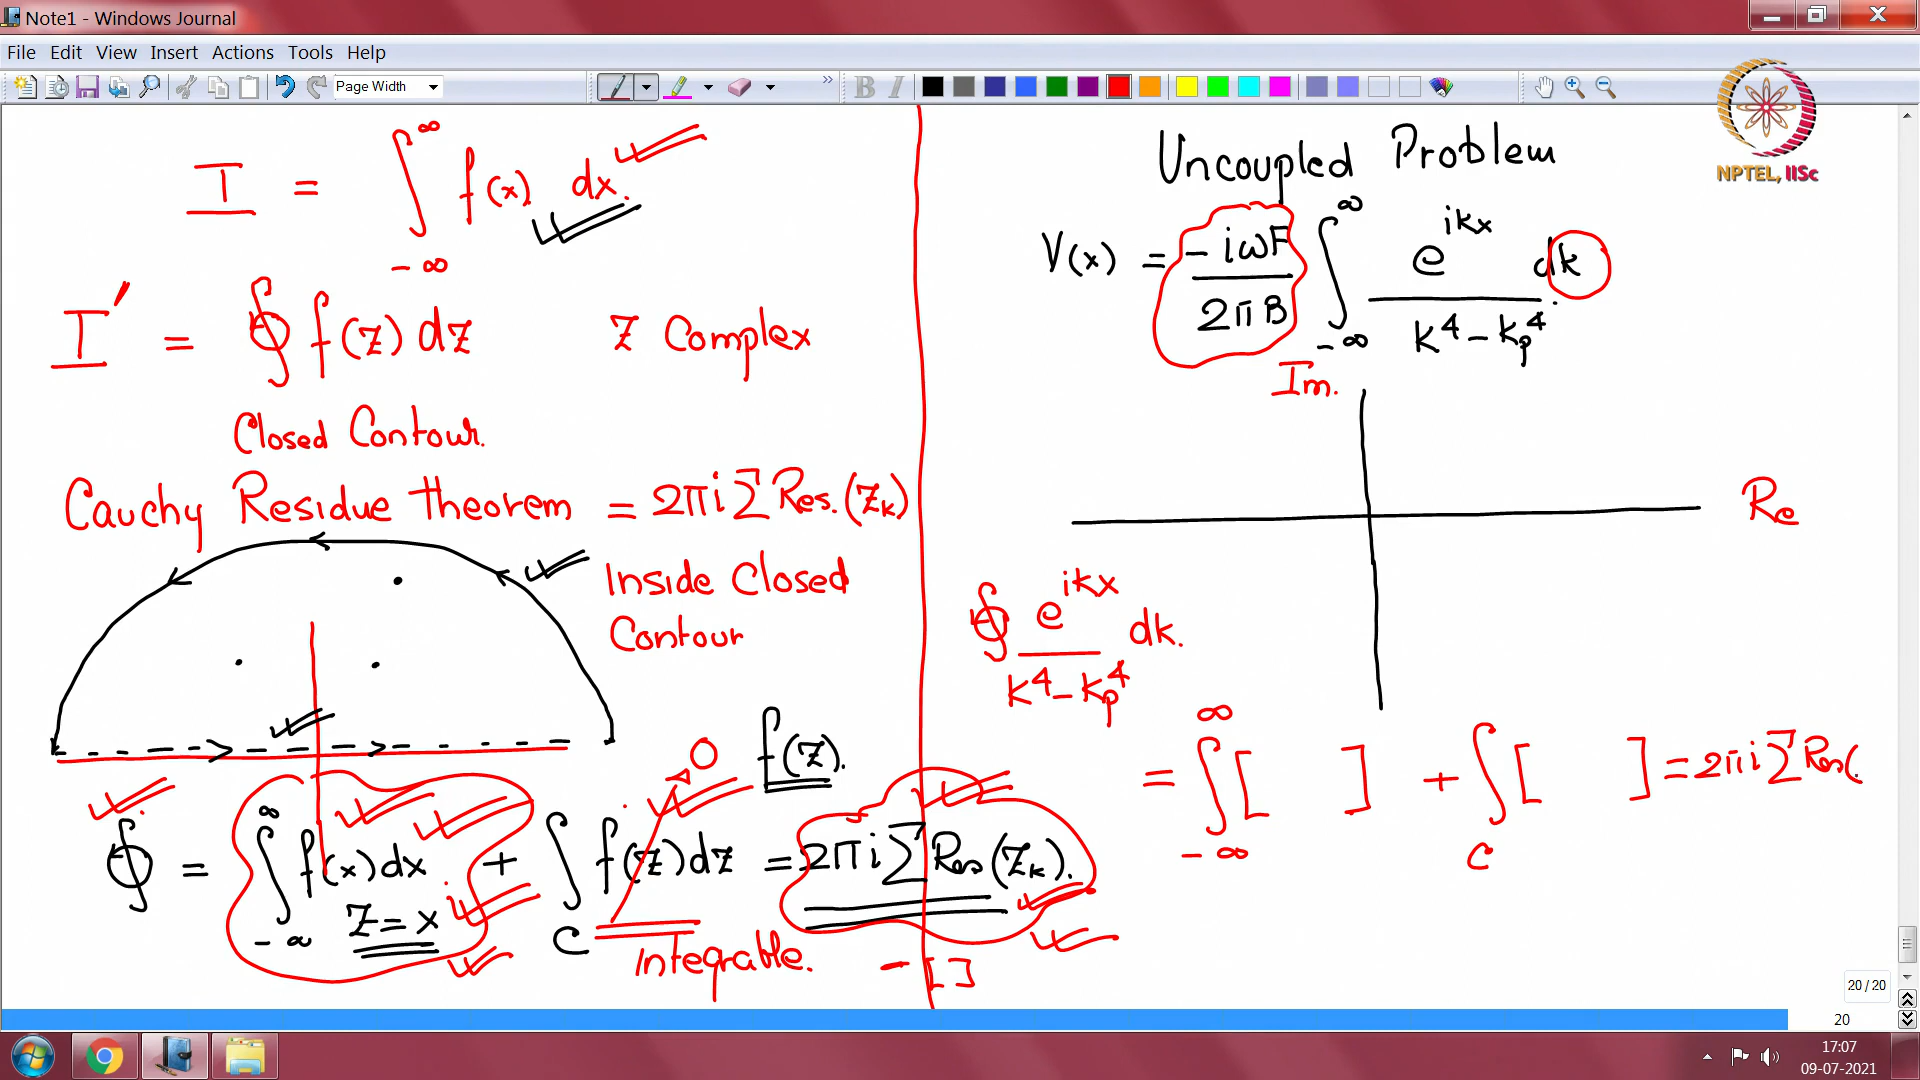 Note1 - Windows Journal
File Edit View Insert Actions Tools Help
Page Width
B I
NPTEL, IISc
I = ∫_{-∞}^{∞} f(x) dx.
I' = ∮ f(z) dz   z Complex
Closed Contour.
Cauchy Residue theorem = 2πi Σ Res.(z_k)
Inside Closed
Contour
f(z).
0
∮ = ∫_{-∞}^{∞} f(x) dx + ∫_C f(z) dz = 2πi Σ Res(z_k).
z = x
Integrable.
- [ ]
Uncoupled Problem
V(x) = \frac{-iωF}{2πB} ∫_{-∞}^{∞} \frac{e^{ikx}}{k^4 - k_p^4} dk.
Im.
Re
∮ \frac{e^{ikx}}{k^4 - k_p^4} dk.
= ∫_{-∞}^{∞} [ ] + ∫_C [ ] = 2πi Σ Res(.
20 / 20
20
17:07
09-07-2021